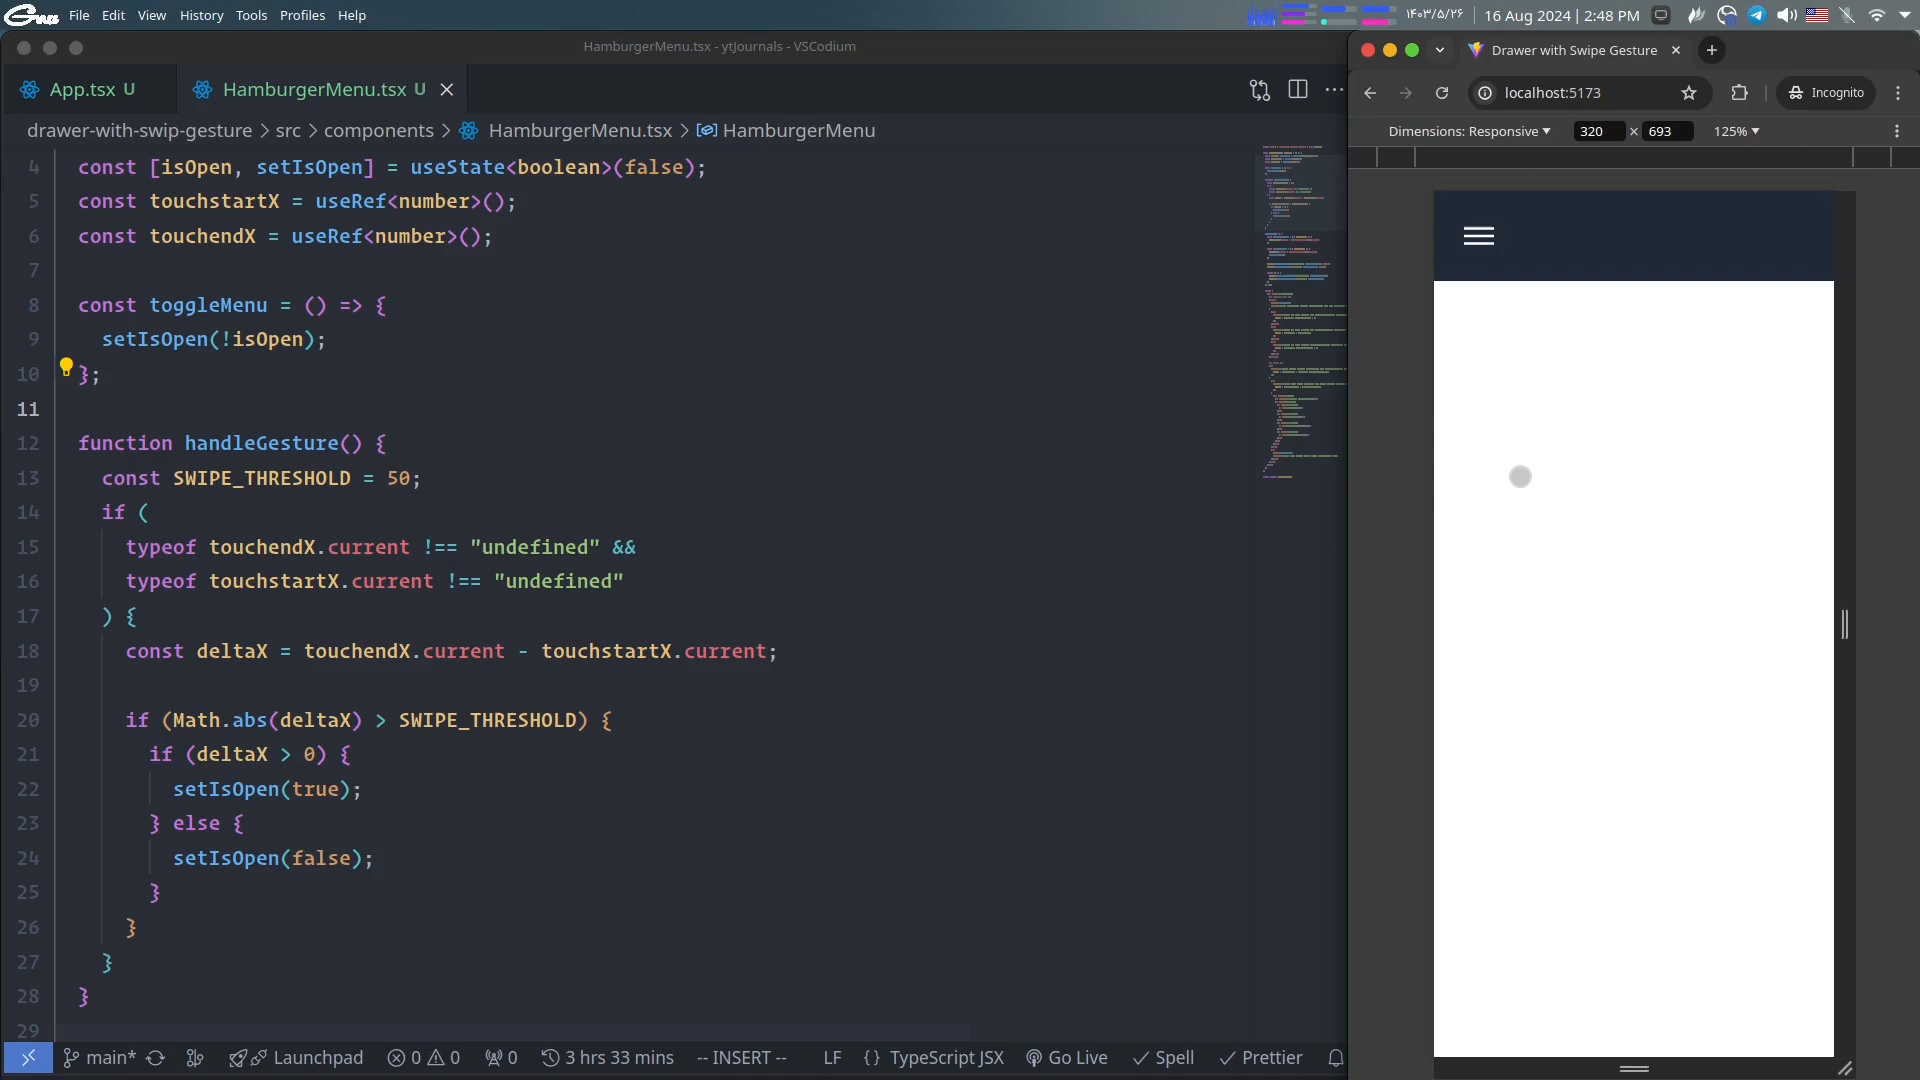 File Edit View History Tools Profiles Help
۱۴۰۳/۵/۲۶ 16 Aug 2024 | 2:48 PM
HamburgerMenu.tsx - ytJournals - VSCodium
App.tsx U HamburgerMenu.tsx U
drawer-with-swip-gesture > src > components > HamburgerMenu.tsx > HamburgerMenu
4 const [isOpen, setIsOpen] = useState<boolean>(false);
5 const touchstartX = useRef<number>();
6 const touchendX = useRef<number>();
7
8 const toggleMenu = () => {
9 setIsOpen(!isOpen);
10 };
11
12 function handleGesture() {
13 const SWIPE_THRESHOLD = 50;
14 if (
15 typeof touchendX.current !== "undefined" &&
16 typeof touchstartX.current !== "undefined"
17 ) {
18 const deltaX = touchendX.current - touchstartX.current;
19
20 if (Math.abs(deltaX) > SWIPE_THRESHOLD) {
21 if (deltaX > 0) {
22 setIsOpen(true);
23 } else {
24 setIsOpen(false);
25 }
26 }
27 }
28 }
29
main* Launchpad 0 0 0 3 hrs 33 mins -- INSERT -- LF {} TypeScript JSX Go Live Spell Prettier
Drawer with Swipe Gesture
localhost:5173 Incognito
Dimensions: Responsive 320 × 693 125%